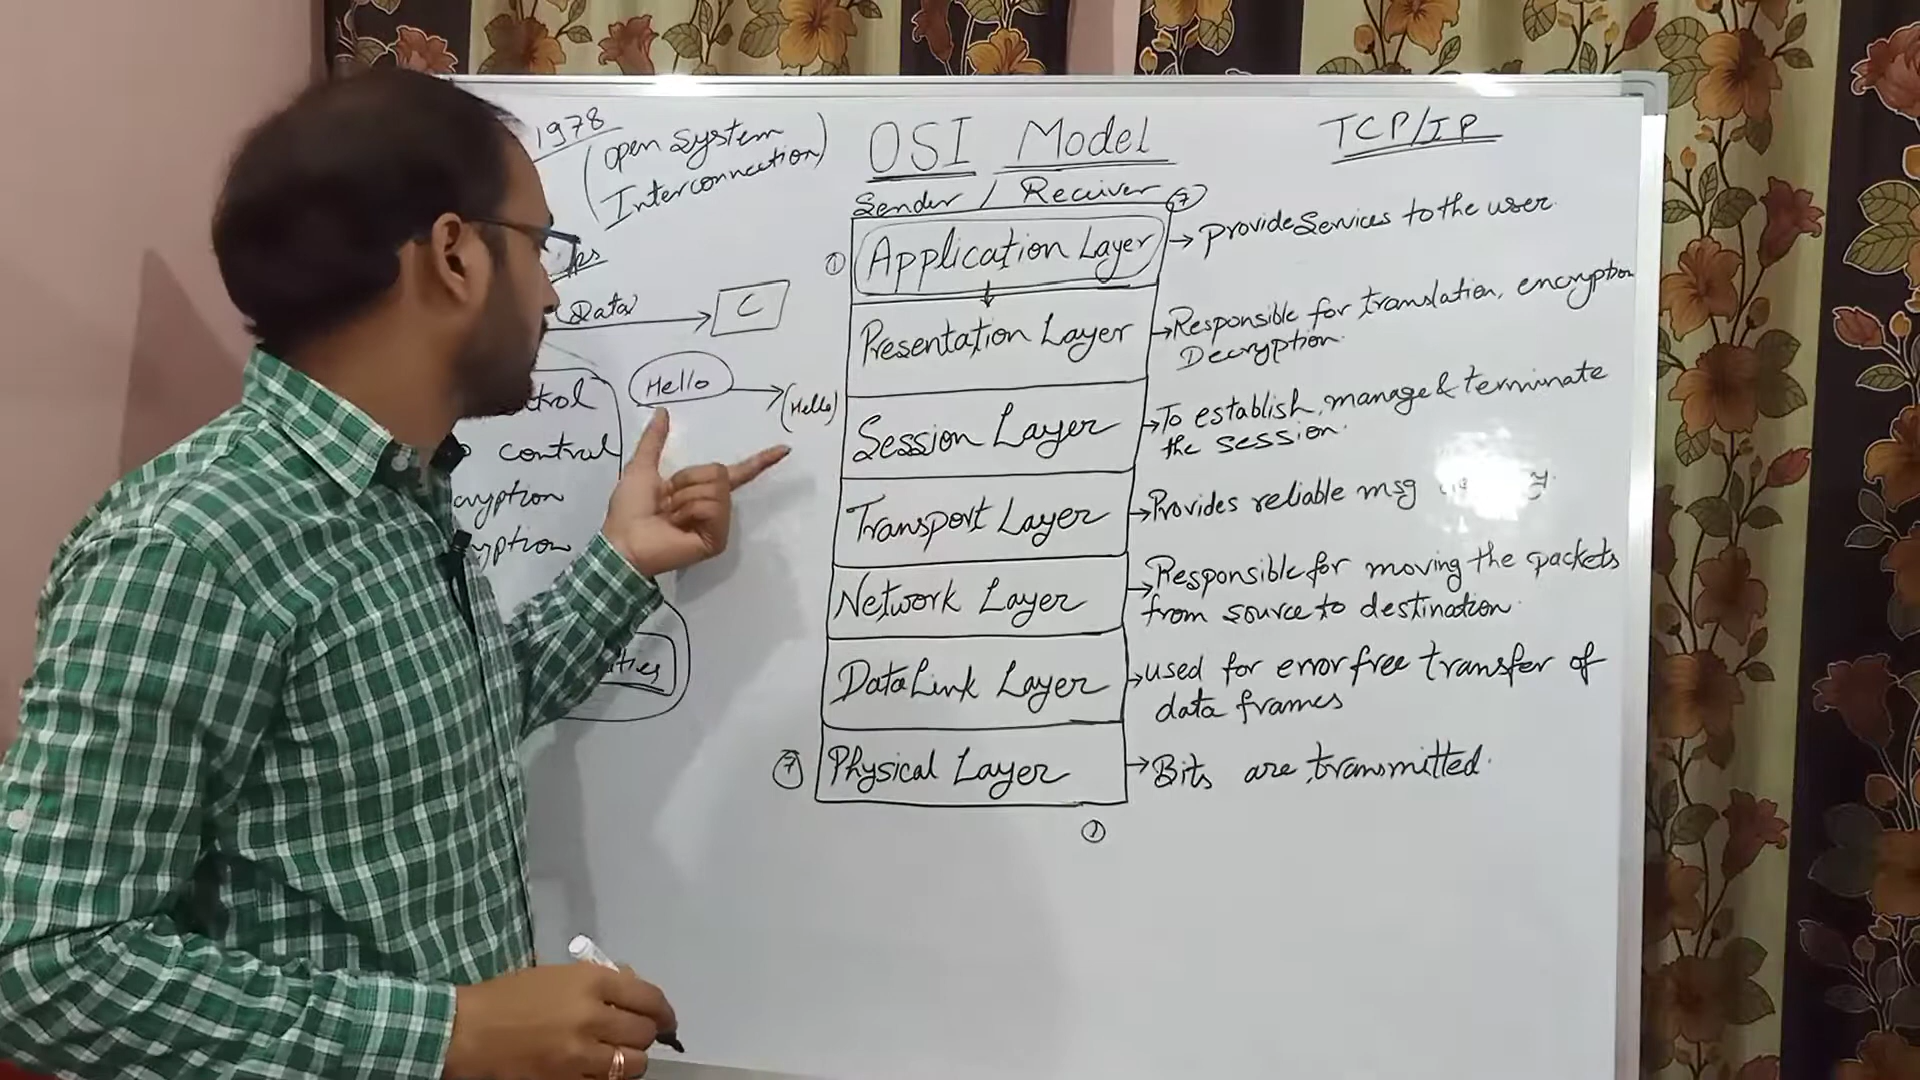 1978
(open system
Interconnection)
Data
C
Hello
(Hello)
control
OSI Model
TCP/IP
Sender / Receiver
7
1
Application Layer
→ provide Services to the user
Presentation Layer
→ Responsible for translation, encryption
Decryption.
Session Layer
→ To establish, manage & terminate
the session.
Transport Layer
→ Provides reliable msg
Network Layer
→ Responsible for moving the packets
from source to destination
Data Link Layer
→ used for error free transfer of
data frames
7
Physical Layer
→ Bits are transmitted.
1